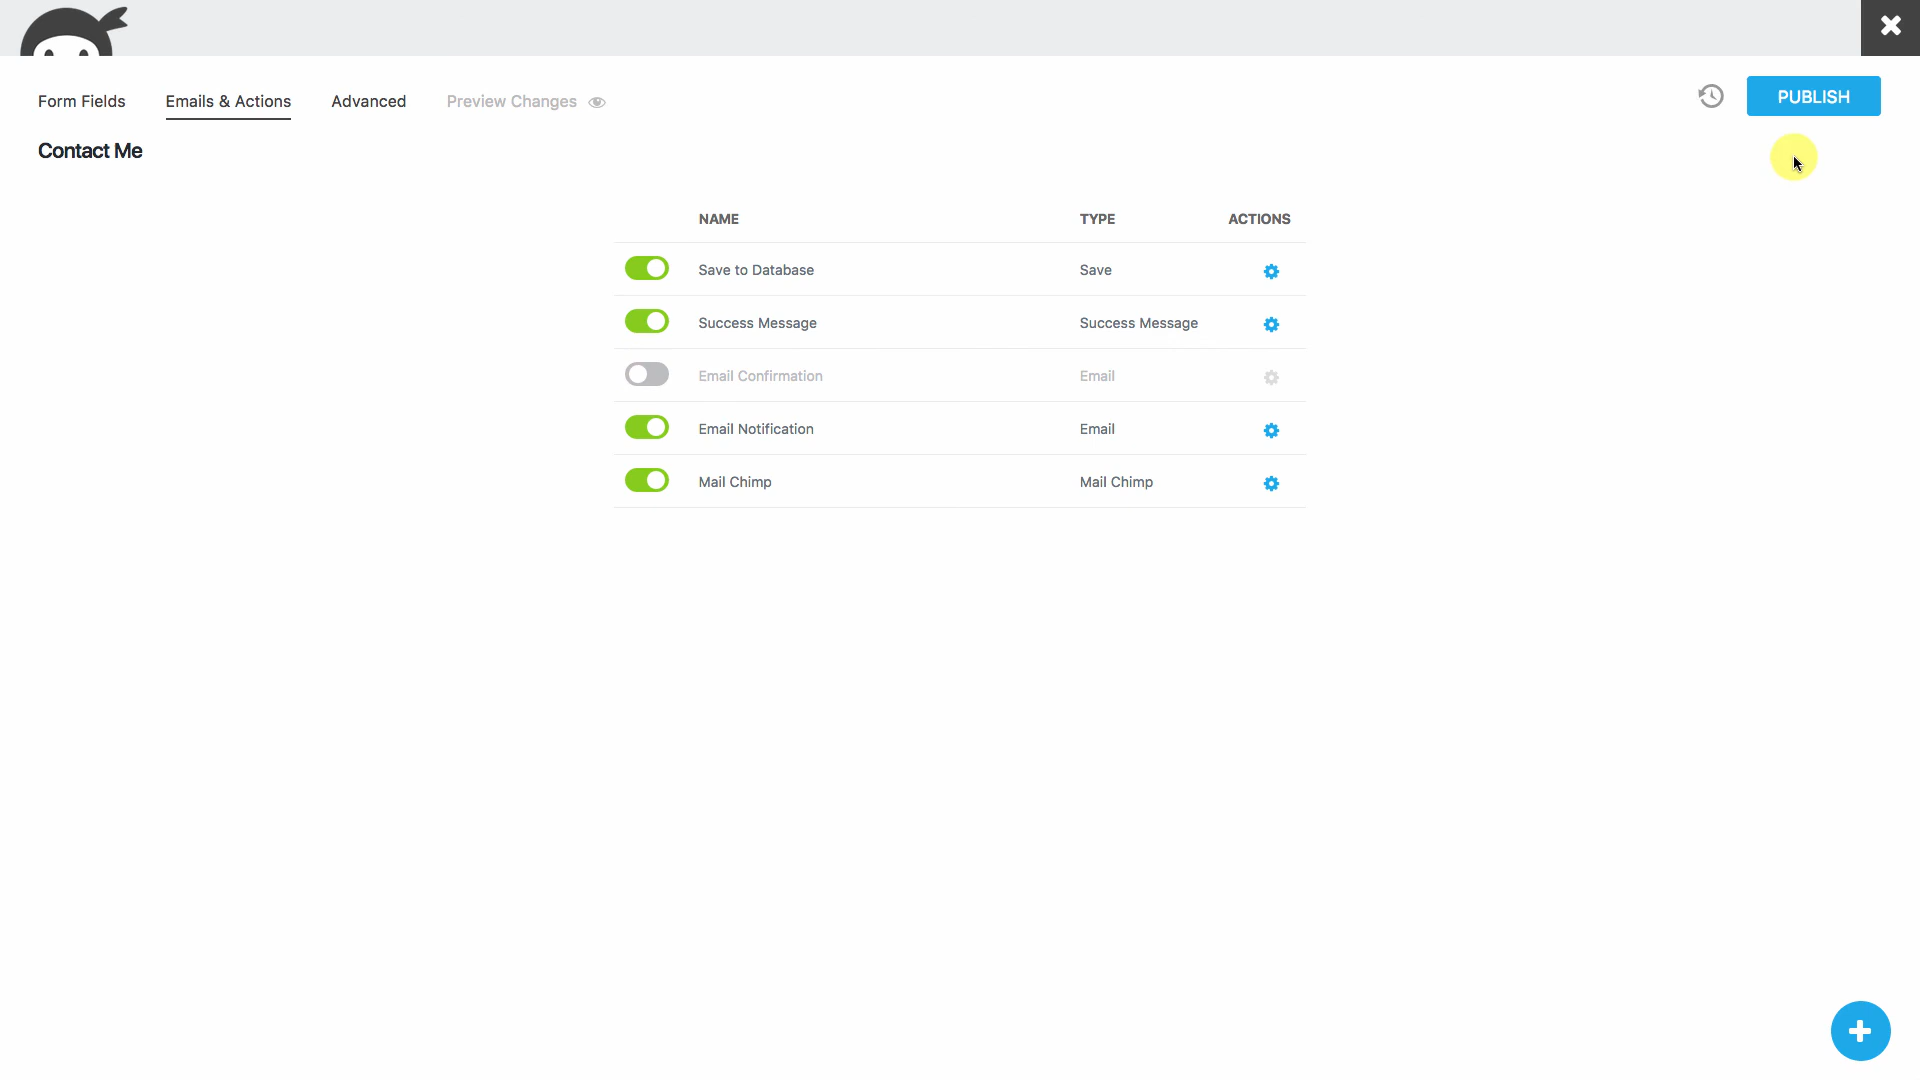 Form Fields Emails & Actions Advanced Preview Changes PUBLISH
Contact Me
NAME TYPE ACTIONS
Save to Database Save
Success Message Success Message
Email Confirmation Email
Email Notification Email
Mail Chimp Mail Chimp